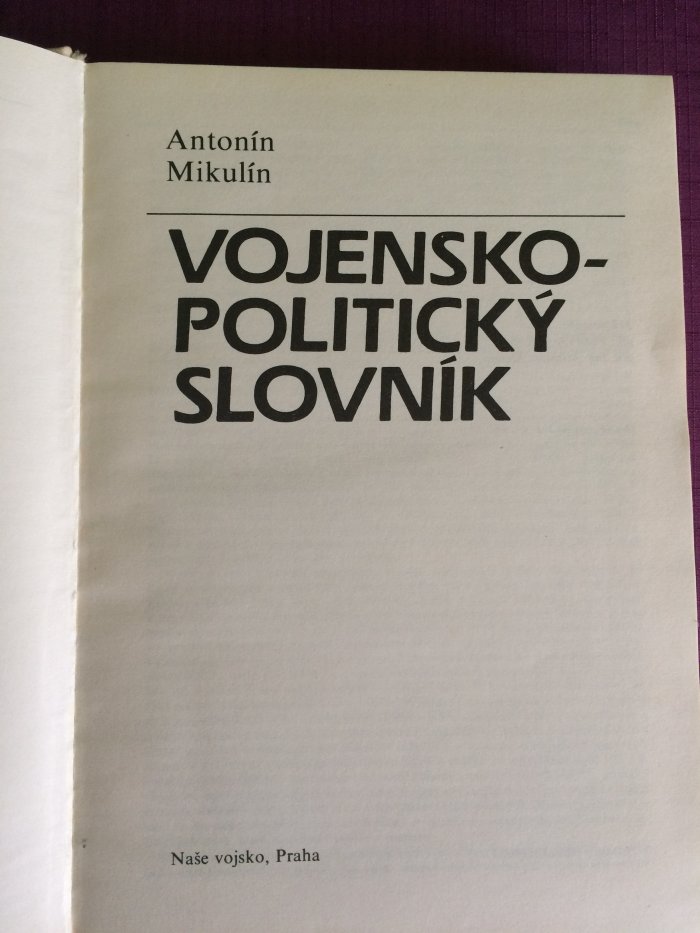 Antonín
Mikulín
VOJENSKO-
POLITICKÝ
SLOVNÍK
Naše vojsko, Praha